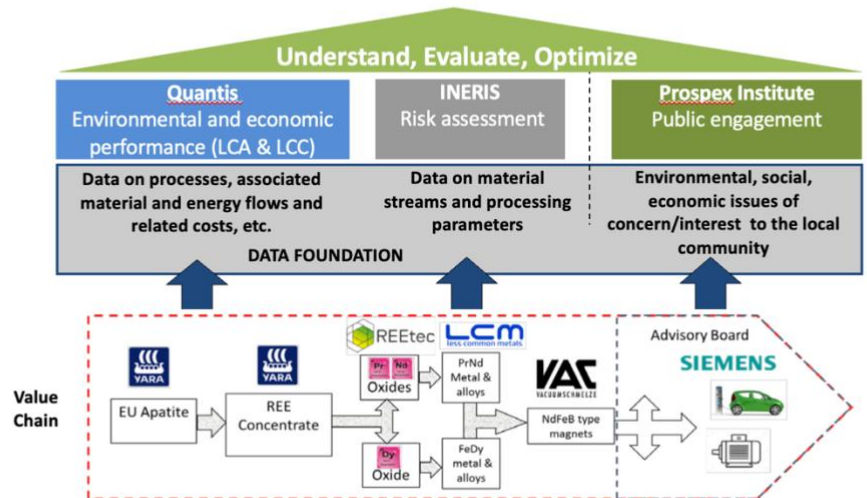 Understand, Evaluate, Optimize
Quantis
Environmental and economic
performance (LCA & LCC)
INERIS
Risk assessment
Prospex Institute
Public engagement
Data on processes, associated
material and energy flows and
related costs, etc.
Data on material
streams and processing
parameters
Environmental, social,
economic issues of
concern/interest to the local
community
DATA FOUNDATION
Value
Chain
YARA
EU Apatite
YARA
REE
Concentrate
REEtec
Pr
Nd
Oxides
Dy
Oxide
LCM
less common metals
PrNd
Metal &
alloys
FeDy
metal &
alloys
VAC
VACUUMSCHMELZE
NdFeB type
magnets
Advisory Board
SIEMENS